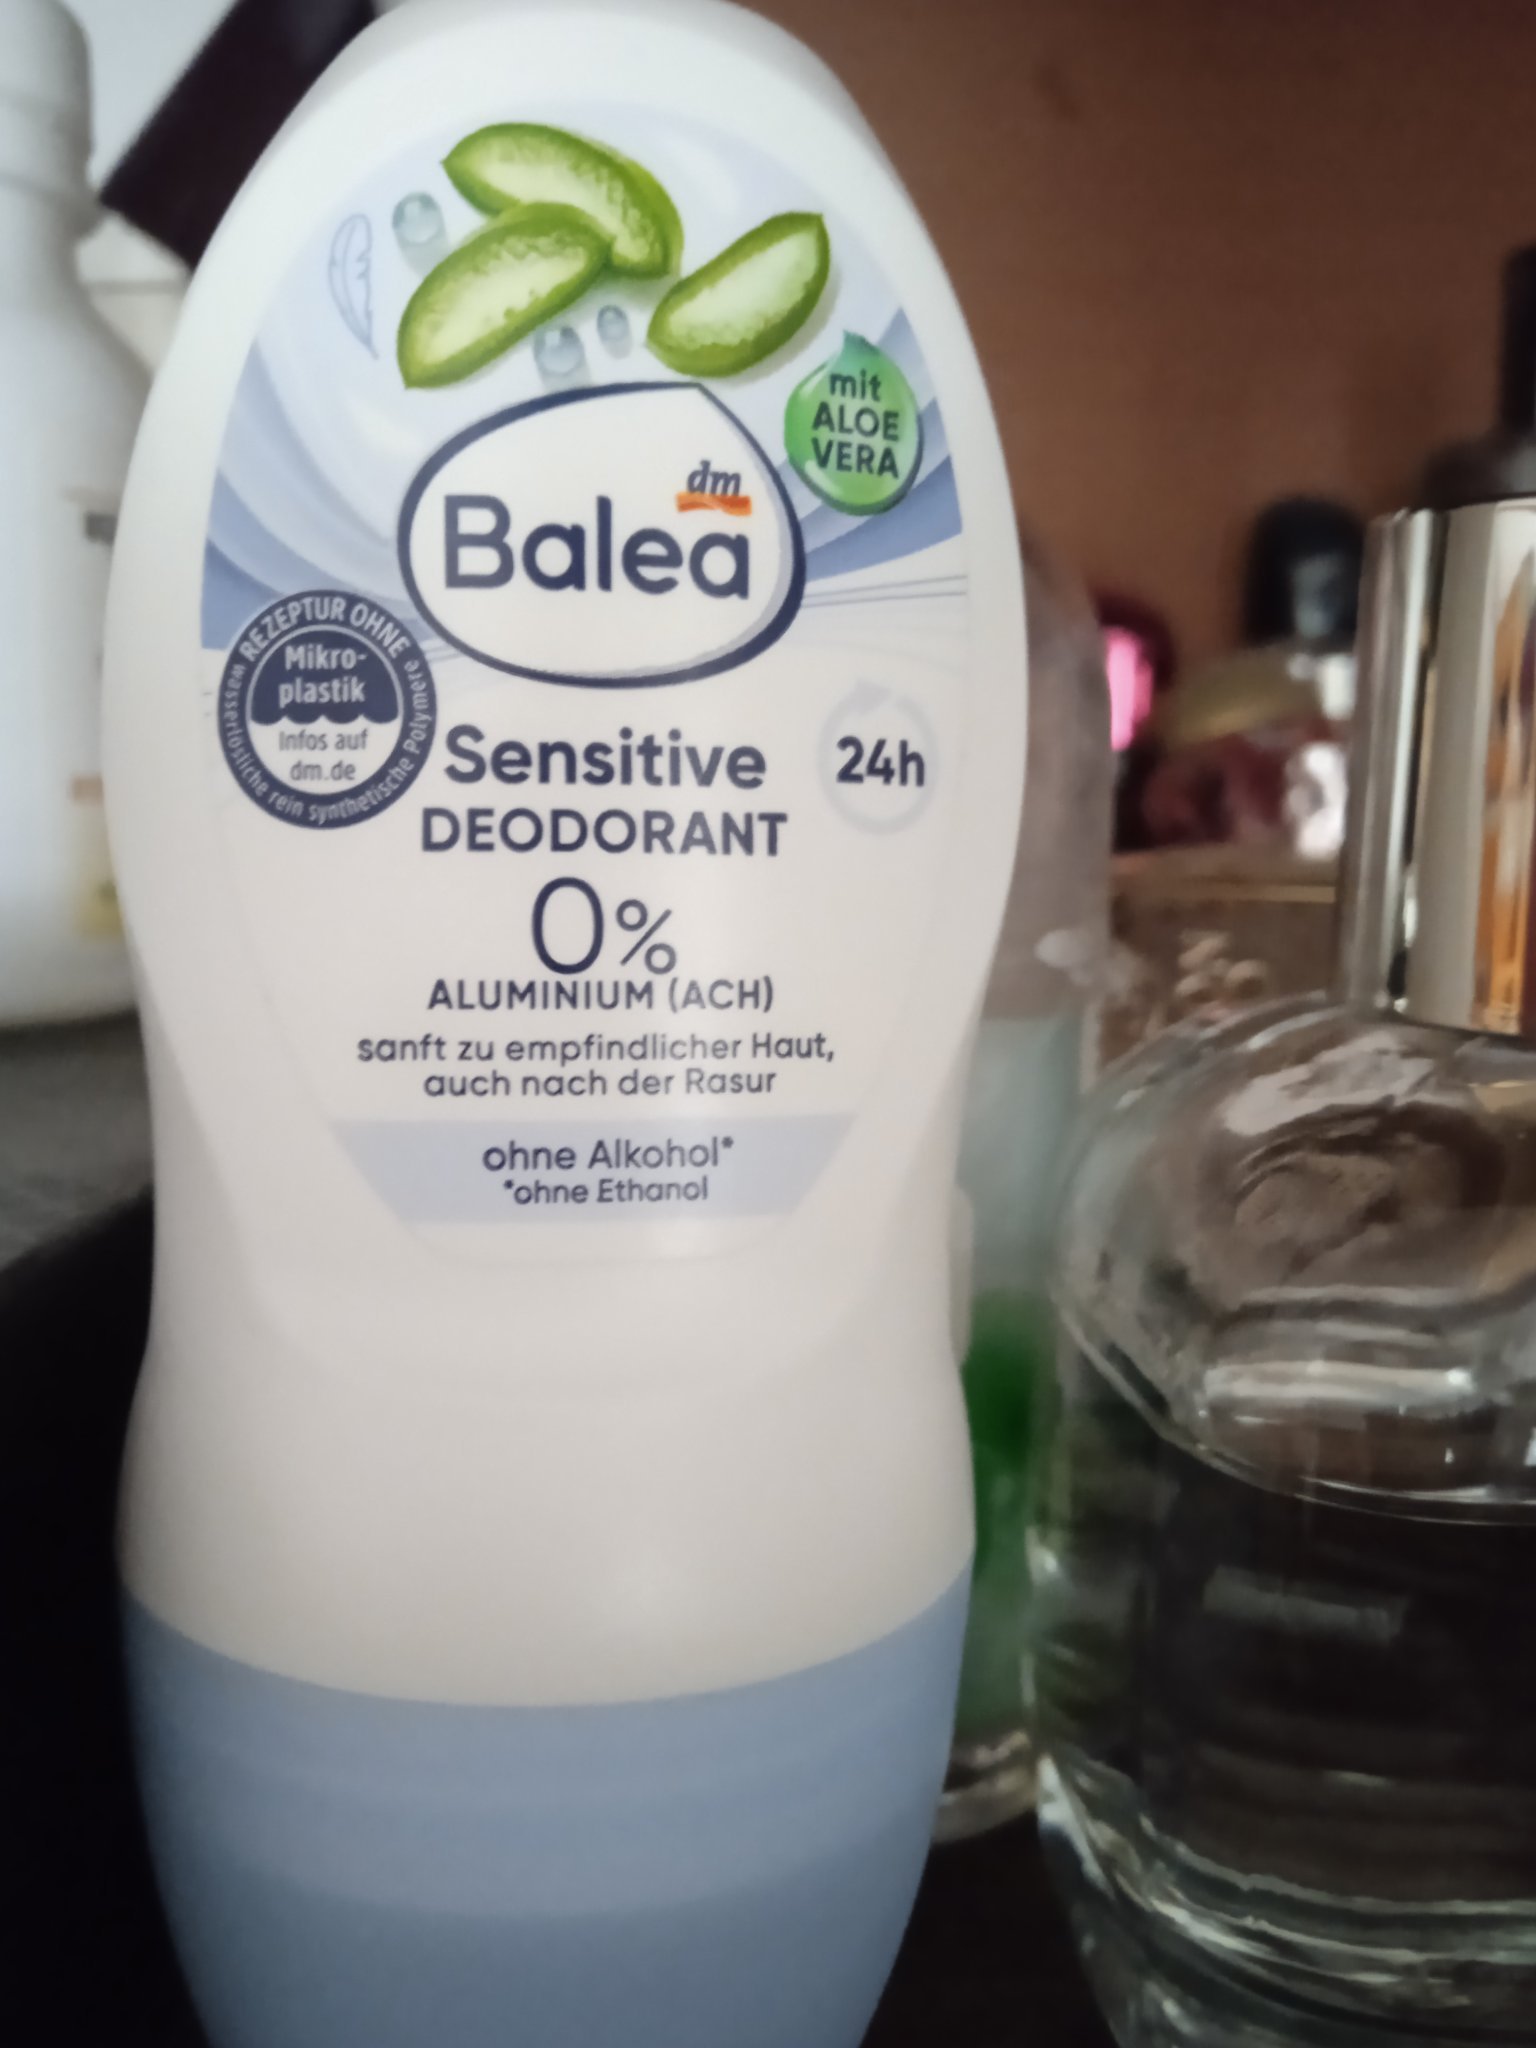 mit
ALOE
VERA
dm
Balea
REZEPTUR OHNE
Mikro-
plastik
Infos auf
dm.de
wasserlösliche rein synthetische Polymere
Sensitive
24h
DEODORANT
0%
ALUMINIUM (ACH)
sanft zu empfindlicher Haut,
auch nach der Rasur
ohne Alkohol*
*ohne Ethanol